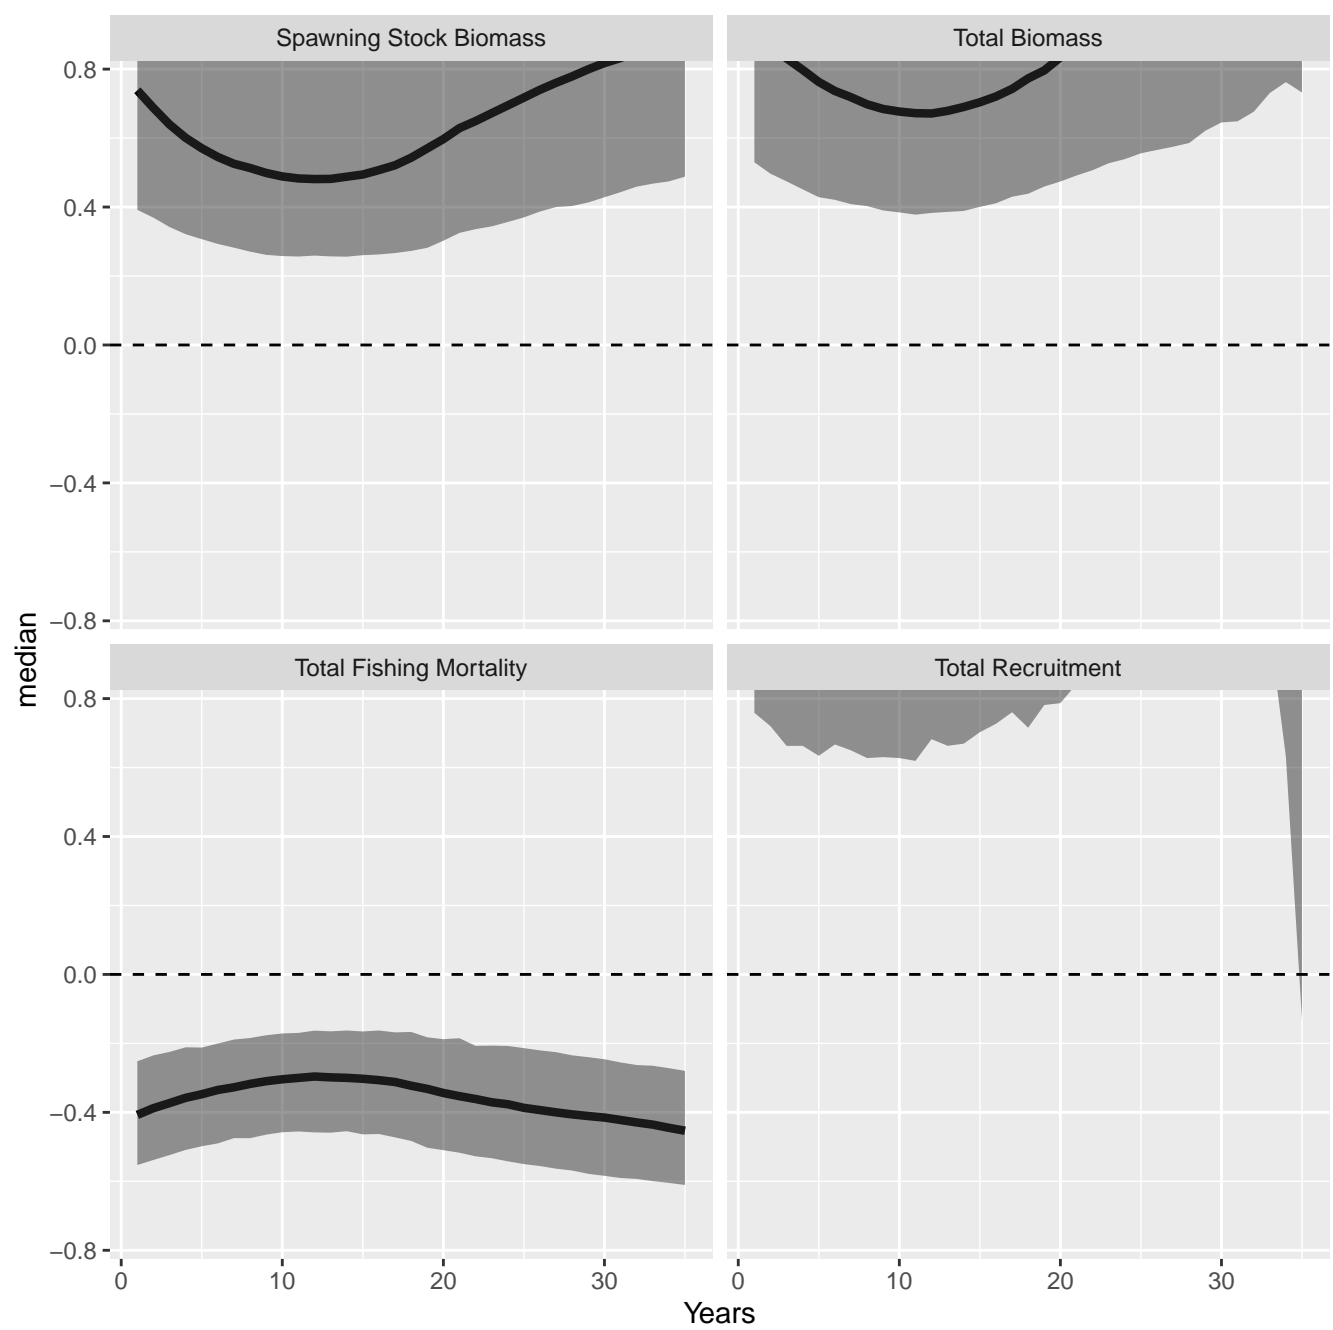 Spawning Stock Biomass
Total Biomass
0.8
0.4
0.0
−0.4
−0.8
median
Total Fishing Mortality
Total Recruitment
0.8
0.4
0.0
−0.4
−0.8
0 10 20 30
0 10 20 30
Years